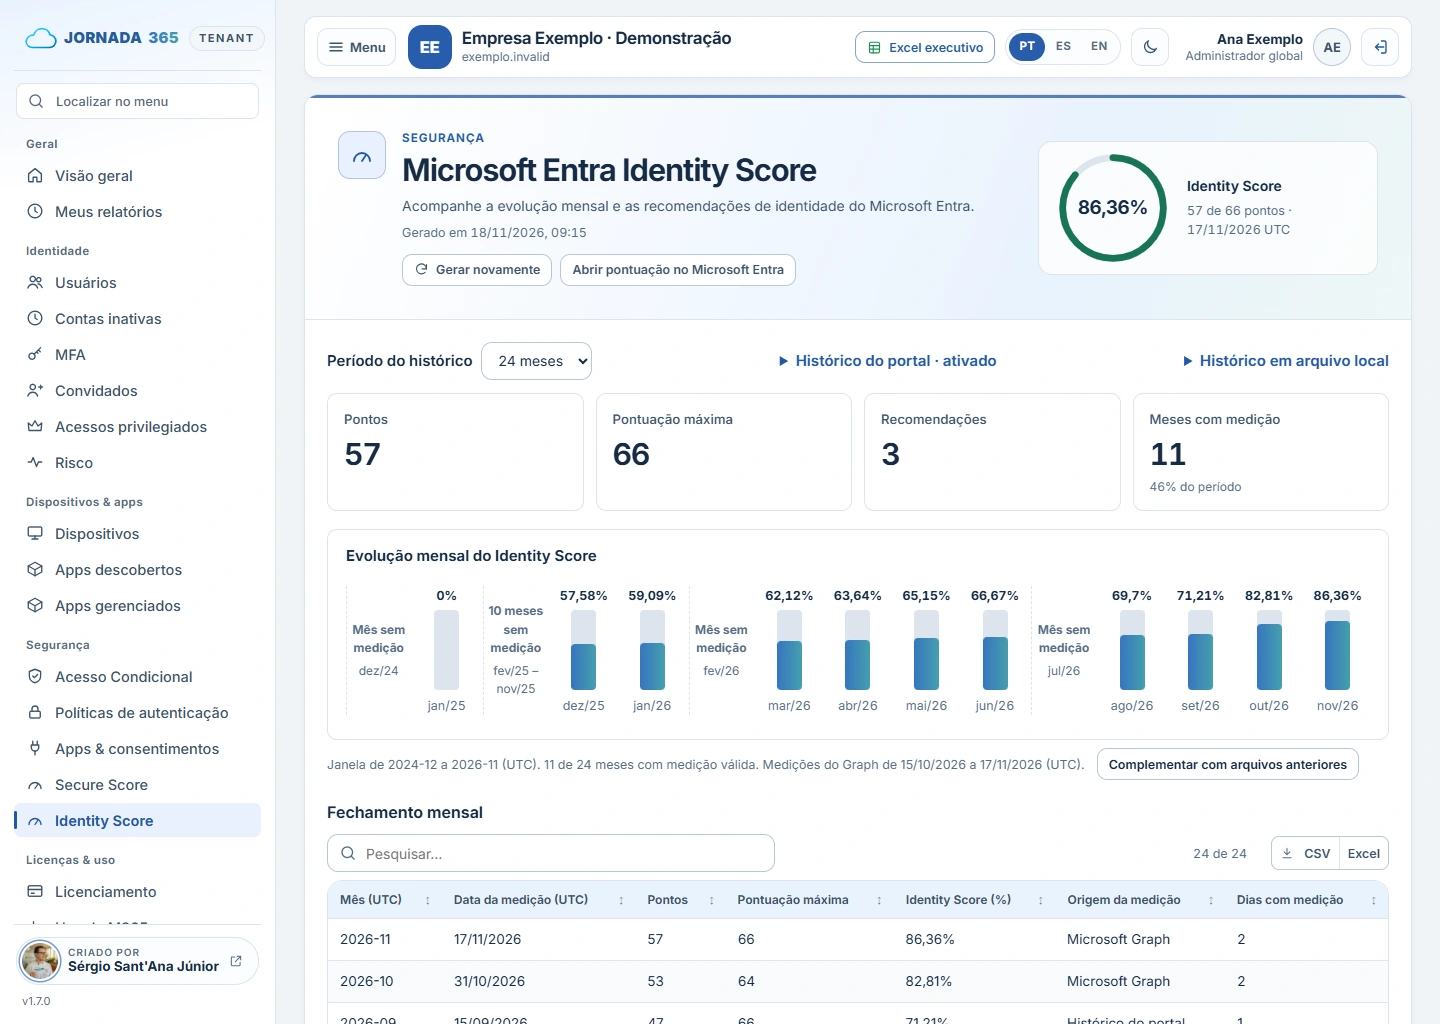 JORNADA 365 TENANT
Localizar no menu
Geral
Visão geral
Meus relatórios
Identidade
Usuários
Contas inativas
MFA
Convidados
Acessos privilegiados
Risco
Dispositivos & apps
Dispositivos
Apps descobertos
Apps gerenciados
Segurança
Acesso Condicional
Políticas de autenticação
Apps & consentimentos
Secure Score
Identity Score
Licenças & uso
Licenciamento
CRIADO POR
Sérgio Sant'Ana Júnior
v1.7.0
Menu
EE
Empresa Exemplo · Demonstração
exemplo.invalid
Excel executivo
PT ES EN
Ana Exemplo
Administrador global
AE
SEGURANÇA
Microsoft Entra Identity Score
Acompanhe a evolução mensal e as recomendações de identidade do Microsoft Entra.
Gerado em 18/11/2026, 09:15
Gerar novamente
Abrir pontuação no Microsoft Entra
86,36%
Identity Score
57 de 66 pontos ·
17/11/2026 UTC
Período do histórico 24 meses
Histórico do portal · ativado
Histórico em arquivo local
Pontos
57
Pontuação máxima
66
Recomendações
3
Meses com medição
11
46% do período
Evolução mensal do Identity Score
Mês sem
medição
dez/24
0%
jan/25
10 meses
sem
medição
fev/25 –
nov/25
57,58%
dez/25
59,09%
jan/26
Mês sem
medição
fev/26
62,12%
mar/26
63,64%
abr/26
65,15%
mai/26
66,67%
jun/26
Mês sem
medição
jul/26
69,7%
ago/26
71,21%
set/26
82,81%
out/26
86,36%
nov/26
Janela de 2024-12 a 2026-11 (UTC). 11 de 24 meses com medição válida. Medições do Graph de 15/10/2026 a 17/11/2026 (UTC).
Complementar com arquivos anteriores
Fechamento mensal
Pesquisar...
24 de 24
CSV Excel
Mês (UTC) Data da medição (UTC) Pontos Pontuação máxima Identity Score (%) Origem da medição Dias com medição
2026-11 17/11/2026 57 66 86,36% Microsoft Graph 2
2026-10 31/10/2026 53 64 82,81% Microsoft Graph 2
2026-09 15/09/2026 47 66 71,21% Histórico do portal 1